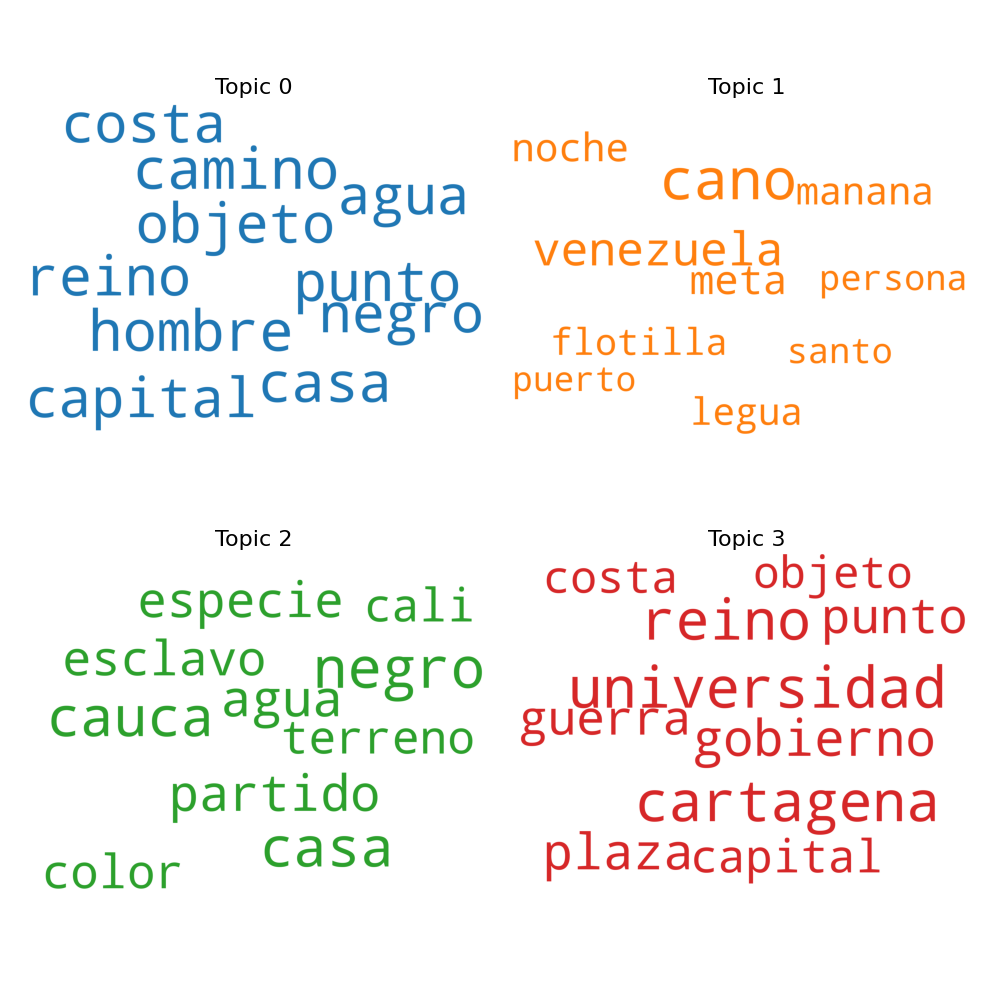 Topic 0
costa
camino
agua
objeto
reino
punto
negro
hombre
casa
capital
Topic 1
noche
cano
manana
venezuela
meta
persona
flotilla
santo
puerto
legua
Topic 2
especie
cali
esclavo
negro
agua
cauca
terreno
partido
casa
color
Topic 3
costa
objeto
reino
punto
universidad
guerra
gobierno
cartagena
plaza
capital